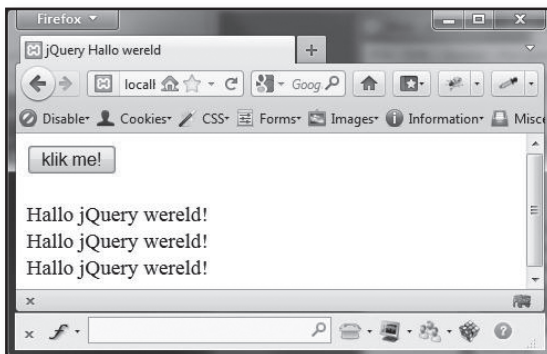 Firefox
jQuery Hallo wereld
locall Goog
Disable Cookies CSS Forms Images Information Misce
klik me!
Hallo jQuery wereld!
Hallo jQuery wereld!
Hallo jQuery wereld!